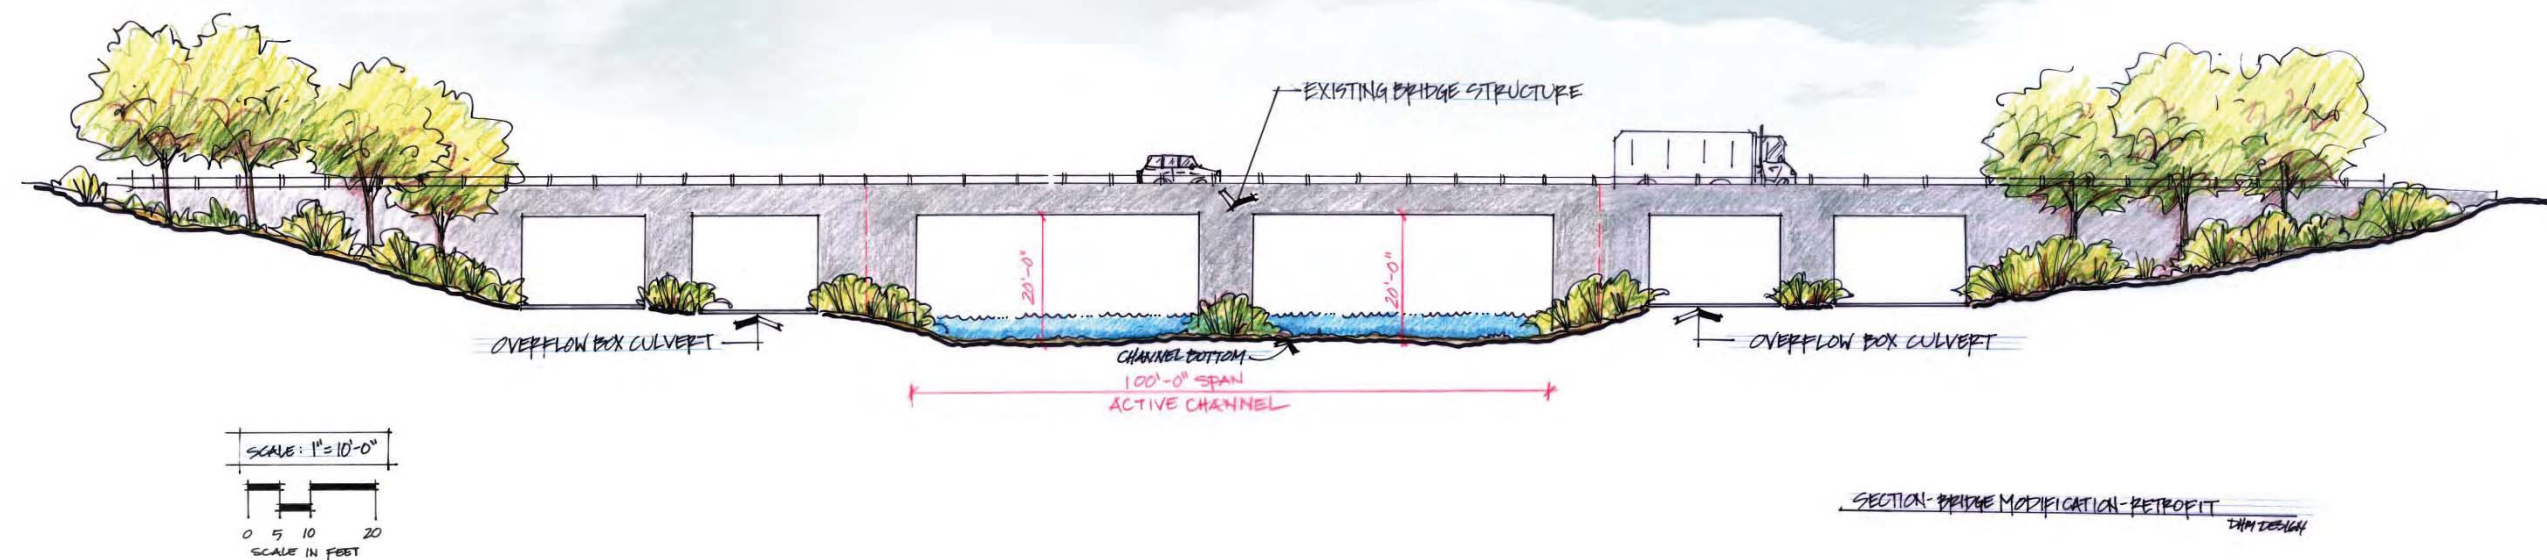 EXISTING BRIDGE STRUCTURE
20'-0"
20'-0"
OVERFLOW BOX CULVERT
CHANNEL BOTTOM
OVERFLOW BOX CULVERT
100'-0" SPAN
ACTIVE CHANNEL
SCALE: 1"=10'-0"
0 5 10 20
SCALE IN FEET
SECTION-BRIDGE MODIFICATION-RETROFIT
DHM DESIGN